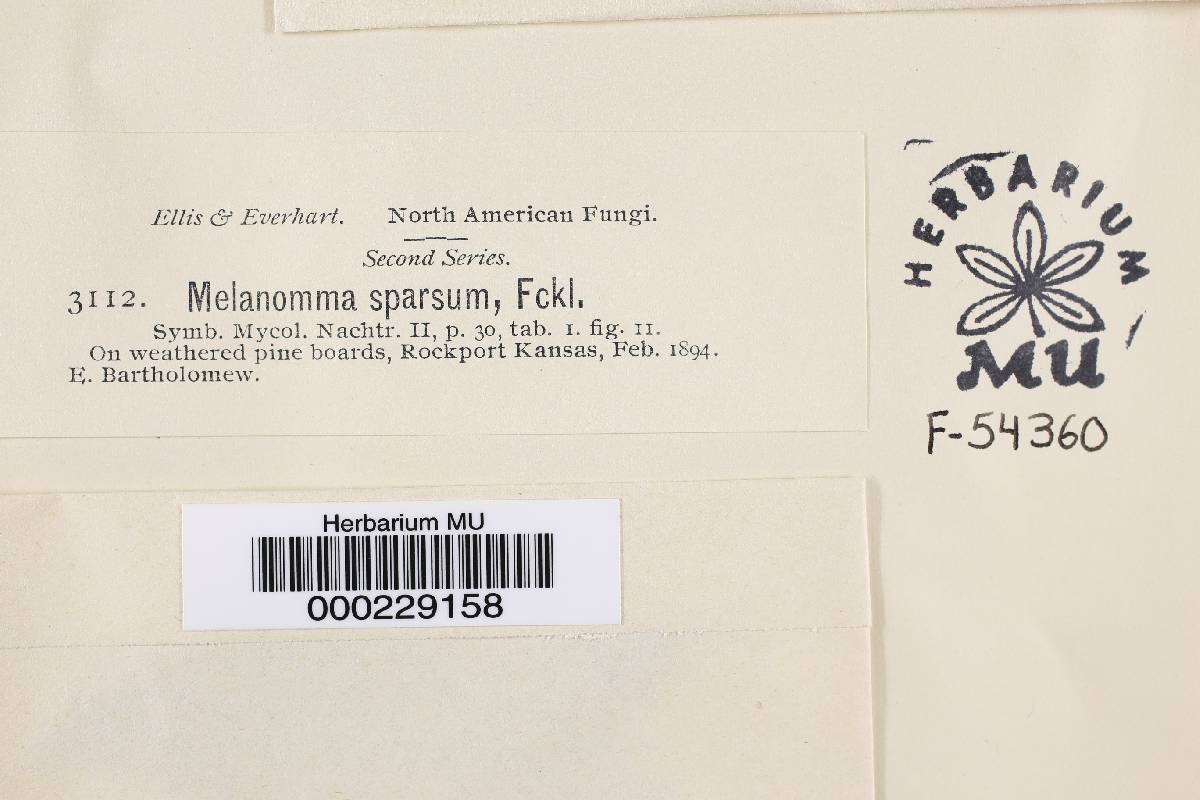 Ellis & Everhart. North American Fungi.
Second Series.
3112. Melanomma sparsum, Fckl.
Symb. Mycol. Nachtr. II, p. 30, tab. 1. fig. 11.
On weathered pine boards, Rockport Kansas, Feb. 1894.
E. Bartholomew.
HERBARIUM
MU
F-54360
Herbarium MU
000229158